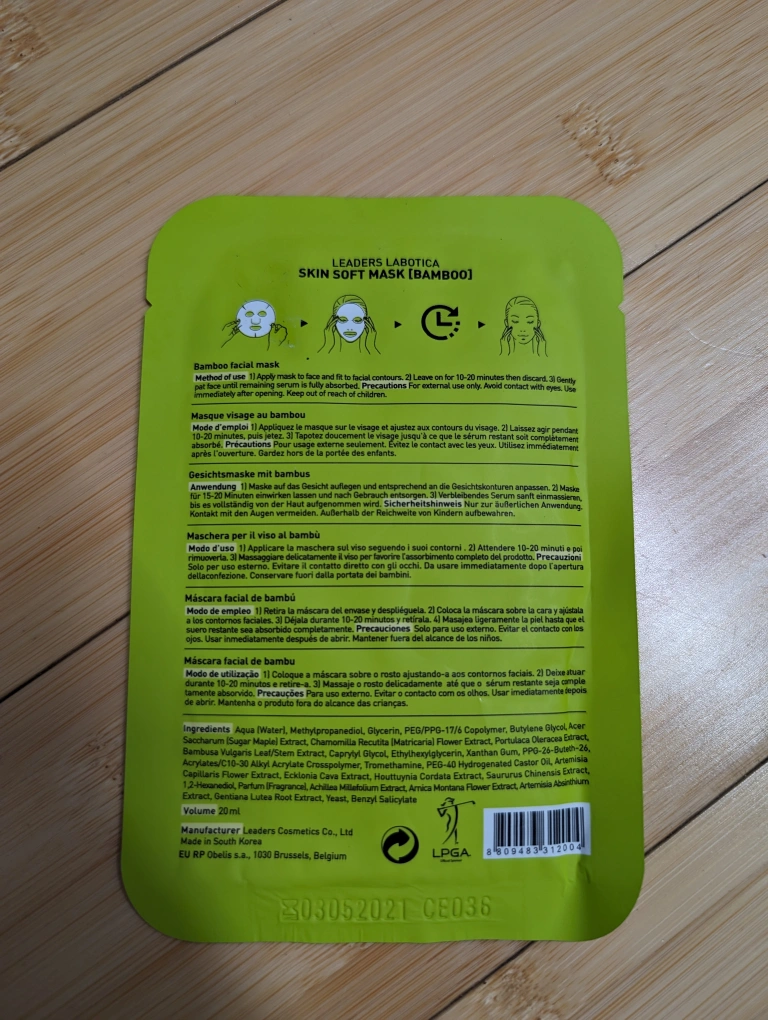 LEADERS LABOTICA
SKIN SOFT MASK [BAMBOO]
Bamboo facial mask
Method of use 1) Apply mask to face and fit to facial contours. 2) Leave on for 10-20 minutes then discard. 3) Gently
pat face until remaining serum is fully absorbed. Precautions For external use only. Avoid contact with eyes. Use
immediately after opening. Keep out of reach of children.
Masque visage au bambou
Mode d'emploi 1) Appliquez le masque sur le visage et ajustez aux contours du visage. 2) Laissez agir pendant
10-20 minutes, puis jetez. 3) Tapotez doucement le visage jusqu'à ce que le sérum restant soit complètement
absorbé. Précautions Pour usage externe seulement. Évitez le contact avec les yeux. Utilisez immédiatement
après l'ouverture. Gardez hors de la portée des enfants.
Gesichtsmaske mit bambus
Anwendung 1) Maske auf das Gesicht auflegen und entsprechend an die Gesichtskonturen anpassen. 2) Maske
für 15-20 Minuten einwirken lassen und nach Gebrauch entsorgen. 3) Verbleibendes Serum sanft einmassieren,
bis es vollständig von der Haut aufgenommen wird. Sicherheitshinweis Nur zur äußerlichen Anwendung.
Kontakt mit den Augen vermeiden. Außerhalb der Reichweite von Kindern aufbewahren.
Maschera per il viso al bambù
Modo d'uso 1) Applicare la maschera sul viso seguendo i suoi contorni . 2) Attendere 10-20 minuti e poi
rimuoverla. 3) Massaggiare delicatamente il viso per favorire l'assorbimento completo del prodotto. Precauzioni
Solo per uso esterno. Evitare il contatto diretto con gli occhi. Da usare immediatamente dopo l'apertura
dellaconfezione. Conservare fuori dalla portata dei bambini.
Máscara facial de bambú
Modo de empleo 1) Retira la máscara del envase y despliéguela. 2) Coloca la máscara sobre la cara y ajústala
a los contornos faciales. 3) Déjala durante 10-20 minutos y retírala. 4) Masajea ligeramente la piel hasta que el
suero restante sea absorbido completamente. Precauciones Solo para uso externo. Evitar el contacto con los
ojos. Usar inmediatamente después de abrir. Mantener fuera del alcance de los niños.
Máscara facial de bambu
Modo de utilização 1) Coloque a máscara sobre o rosto ajustando-a aos contornos faciais. 2) Deixe atuar
durante 10-20 minutos e retire-a. 3) Massaje o rosto delicadamente até que o sérum restante seja comple
tamente absorvido. Precauções Para uso externo. Evitar o contacto com os olhos. Usar imediatamente depois
de abrir. Mantenha o produto fora do alcance das crianças.
Ingredients Aqua (Water), Methylpropanediol, Glycerin, PEG/PPG-17/6 Copolymer, Butylene Glycol, Acer
Saccharum (Sugar Maple) Extract, Chamomilla Recutita (Matricaria) Flower Extract, Portulaca Oleracea Extract,
Bambusa Vulgaris Leaf/Stem Extract, Caprylyl Glycol, Ethylhexylglycerin, Xanthan Gum, PPG-26-Buteth-26,
Acrylates/C10-30 Alkyl Acrylate Crosspolymer, Tromethamine, PEG-40 Hydrogenated Castor Oil, Artemisia
Capillaris Flower Extract, Ecklonia Cava Extract, Houttuynia Cordata Extract, Saururus Chinensis Extract,
1,2-Hexanediol, Parfum (Fragrance), Achillea Millefolium Extract, Arnica Montana Flower Extract, Artemisia Absinthium
Extract, Gentiana Lutea Root Extract, Yeast, Benzyl Salicylate
Volume 20 ml
Manufacturer Leaders Cosmetics Co., Ltd
Made in South Korea
EU RP Obelis s.a., 1030 Brussels, Belgium
LPGA
8 809483 312004
03052021 CE036